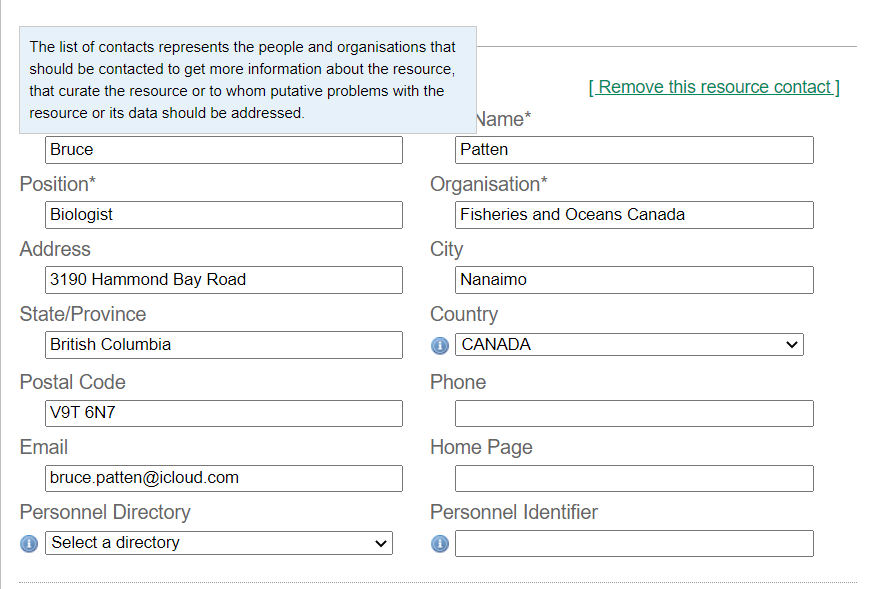 The list of contacts represents the people and organisations that
should be contacted to get more information about the resource,
that curate the resource or to whom putative problems with the
resource or its data should be addressed.
[ Remove this resource contact ]
Name*
Bruce
Patten
Position*
Organisation*
Biologist
Fisheries and Oceans Canada
Address
City
3190 Hammond Bay Road
Nanaimo
State/Province
Country
British Columbia
CANADA
Postal Code
Phone
V9T 6N7
Email
Home Page
bruce.patten@icloud.com
Personnel Directory
Personnel Identifier
Select a directory